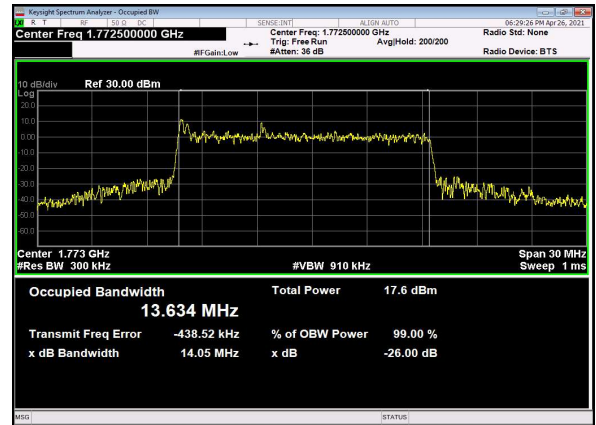 Keysight Spectrum Analyzer - Occupied BW
R T RF 50 Ω DC SENSE:INT ALIGN AUTO 06:29:26 PM Apr 26, 2021
Center Freq 1.772500000 GHz Center Freq: 1.772500000 GHz Radio Std: None
Trig: Free Run Avg|Hold: 200/200
#IFGain:Low #Atten: 36 dB Radio Device: BTS
10 dB/div Ref 30.00 dBm
Log
20.0
10.0
0.00
-10.0
-20.0
-30.0
-40.0
-50.0
-60.0
Center 1.773 GHz Span 30 MHz
#Res BW 300 kHz #VBW 910 kHz Sweep 1 ms
Occupied Bandwidth Total Power 17.6 dBm
13.634 MHz
Transmit Freq Error -438.52 kHz % of OBW Power 99.00 %
x dB Bandwidth 14.05 MHz x dB -26.00 dB
MSG STATUS